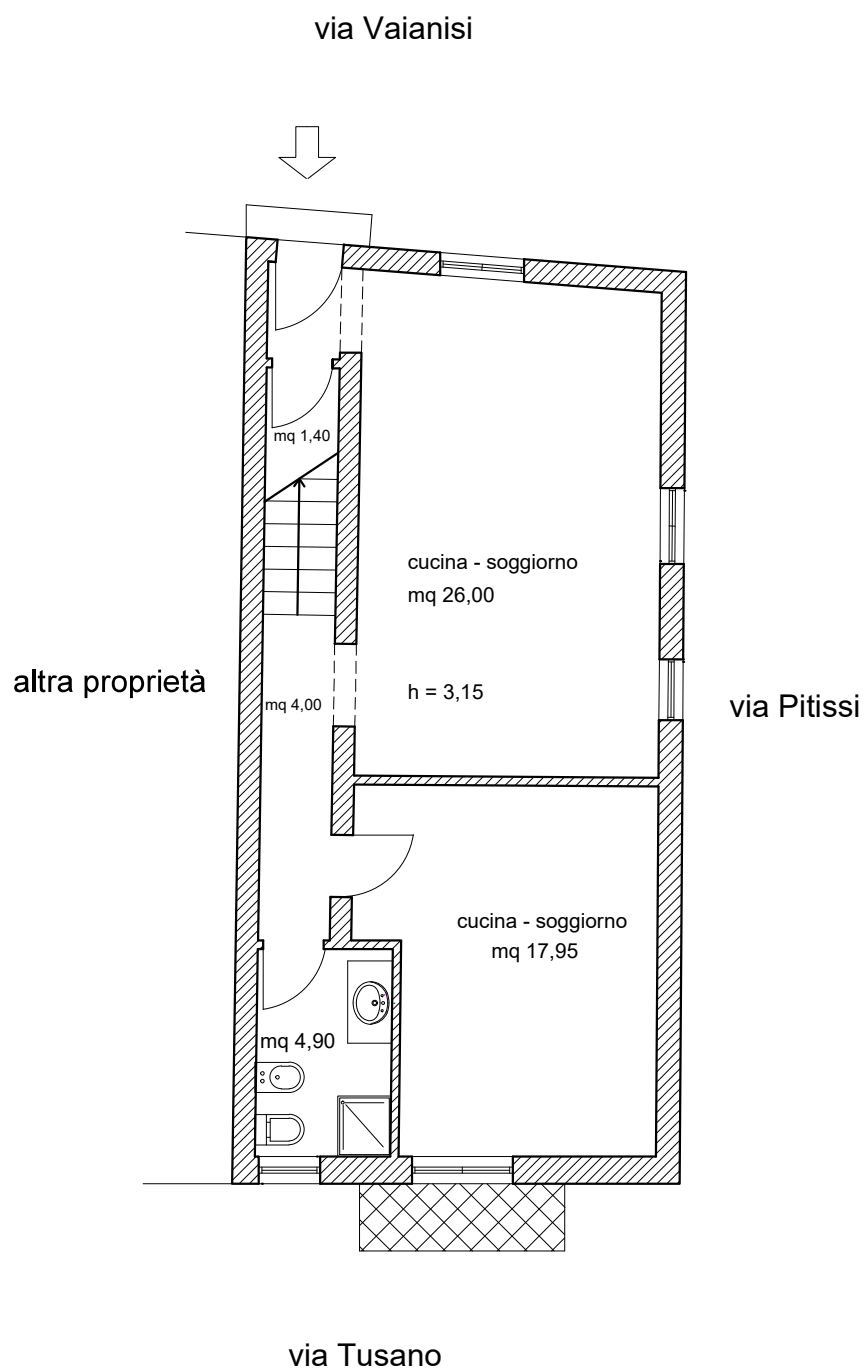 via Vaianisi
mq 1,40
cucina - soggiorno
mq 26,00
altra proprietà
mq 4,00
h = 3,15
via Pitissi
cucina - soggiorno
mq 17,95
mq 4,90
via Tusano